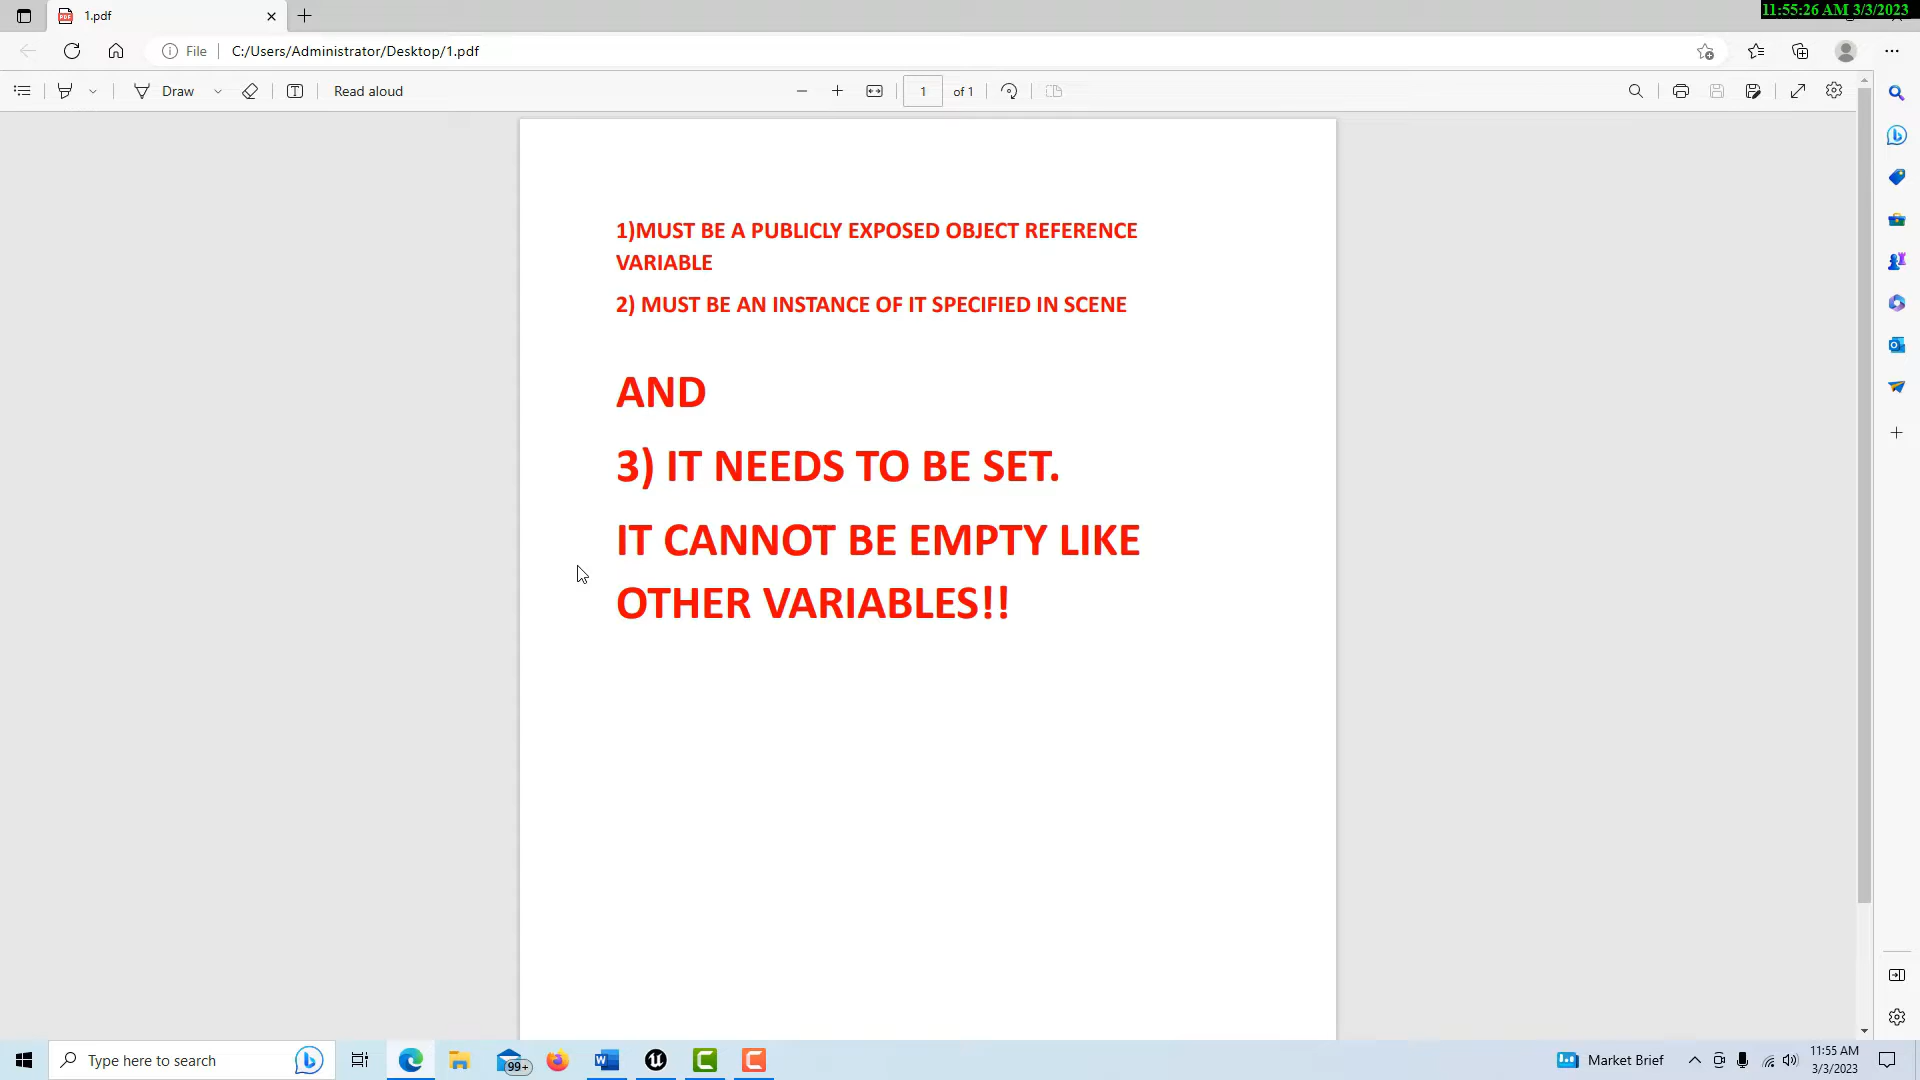 1.pdf
11:55:26 AM 3/3/2023
File
C:/Users/Administrator/Desktop/1.pdf
Draw
Read aloud
1
of 1
1)MUST BE A PUBLICLY EXPOSED OBJECT REFERENCE
VARIABLE
2) MUST BE AN INSTANCE OF IT SPECIFIED IN SCENE
AND
3) IT NEEDS TO BE SET.
IT CANNOT BE EMPTY LIKE
OTHER VARIABLES!!
Type here to search
99+
Market Brief
11:55 AM
3/3/2023